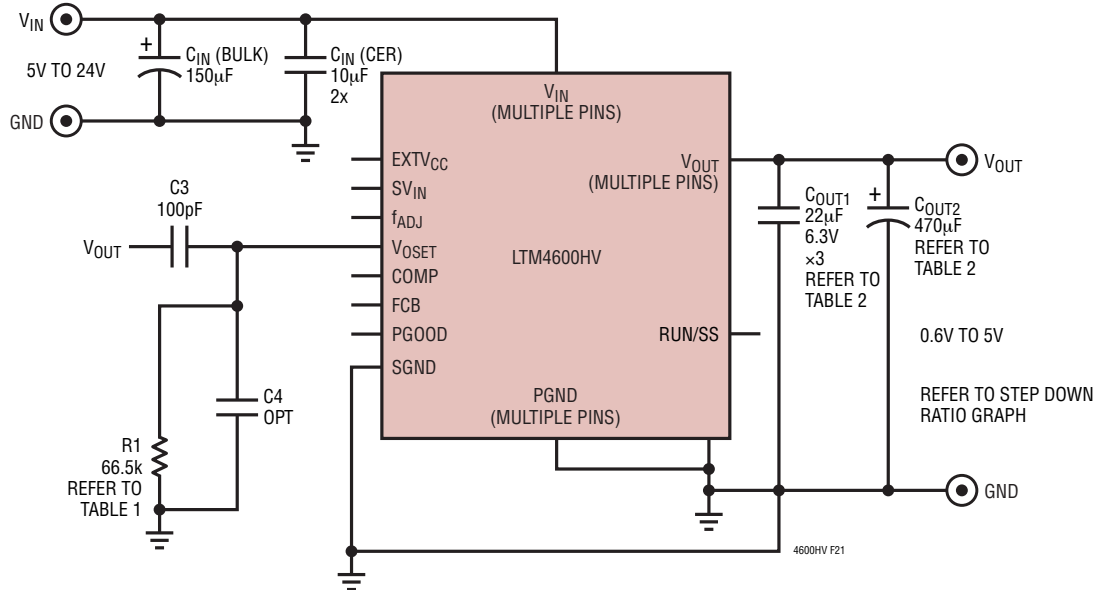 VIN
5V TO 24V
GND
+
CIN (BULK)
150µF
CIN (CER)
10µF
2x
VIN
(MULTIPLE PINS)
EXTVCC
SVIN
fADJ
VOSET
COMP
FCB
PGOOD
SGND
LTM4600HV
VOUT
(MULTIPLE PINS)
RUN/SS
PGND
(MULTIPLE PINS)
C3
100pF
VOUT
C4
OPT
R1
66.5k
REFER TO
TABLE 1
COUT1
22µF
6.3V
×3
REFER TO
TABLE 2
+
COUT2
470µF
REFER TO
TABLE 2
VOUT
0.6V TO 5V
REFER TO STEP DOWN
RATIO GRAPH
GND
4600HV F21